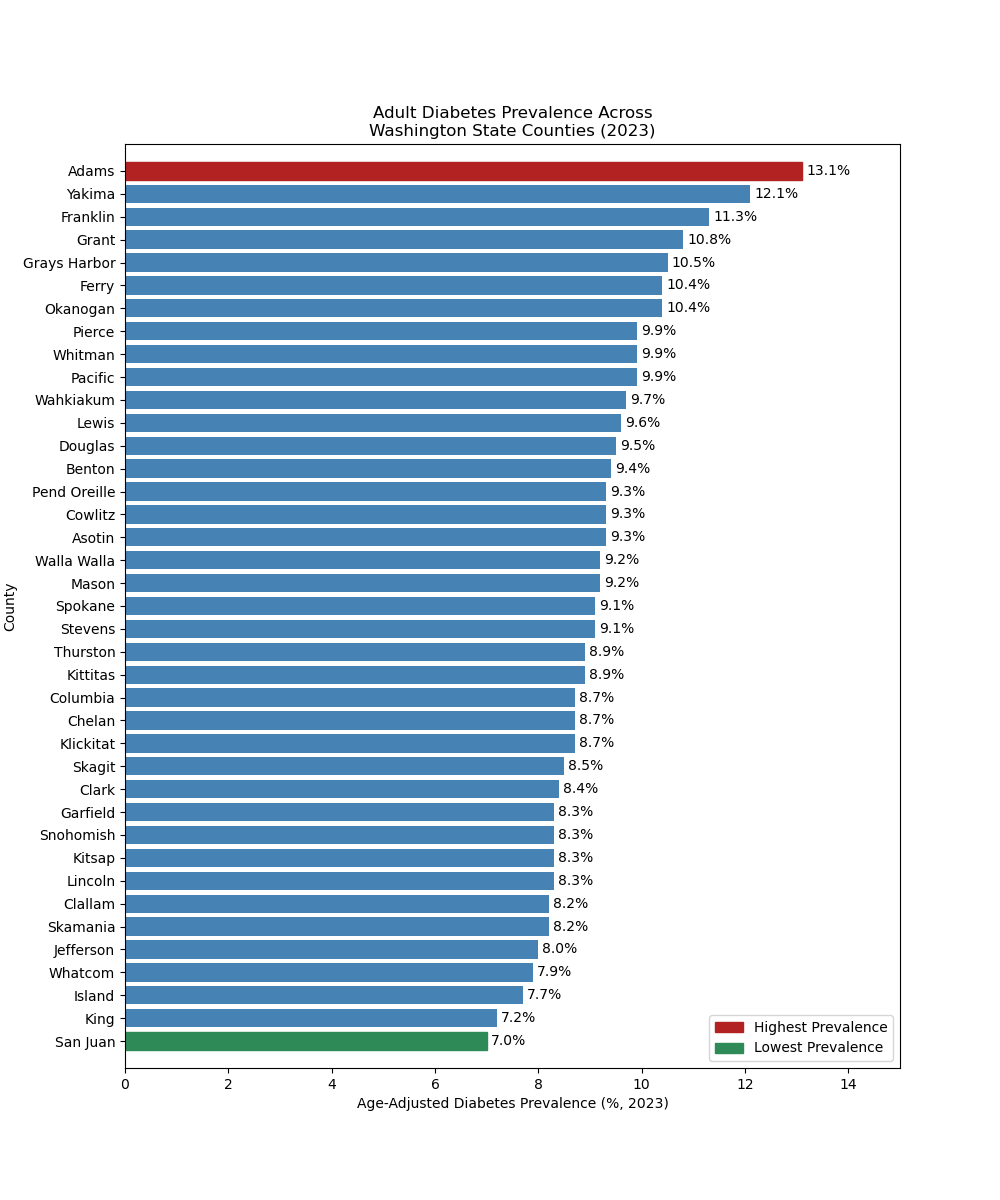 Adult Diabetes Prevalence Across
Washington State Counties (2023)
Adams 13.1%
Yakima 12.1%
Franklin 11.3%
Grant 10.8%
Grays Harbor 10.5%
Ferry 10.4%
Okanogan 10.4%
Pierce 9.9%
Whitman 9.9%
Pacific 9.9%
Wahkiakum 9.7%
Lewis 9.6%
Douglas 9.5%
Benton 9.4%
Pend Oreille 9.3%
Cowlitz 9.3%
Asotin 9.3%
Walla Walla 9.2%
Mason 9.2%
Spokane 9.1%
Stevens 9.1%
Thurston 8.9%
Kittitas 8.9%
Columbia 8.7%
Chelan 8.7%
Klickitat 8.7%
Skagit 8.5%
Clark 8.4%
Garfield 8.3%
Snohomish 8.3%
Kitsap 8.3%
Lincoln 8.3%
Clallam 8.2%
Skamania 8.2%
Jefferson 8.0%
Whatcom 7.9%
Island 7.7%
King 7.2%
San Juan 7.0%
County
Highest Prevalence
Lowest Prevalence
0 2 4 6 8 10 12 14
Age-Adjusted Diabetes Prevalence (%, 2023)